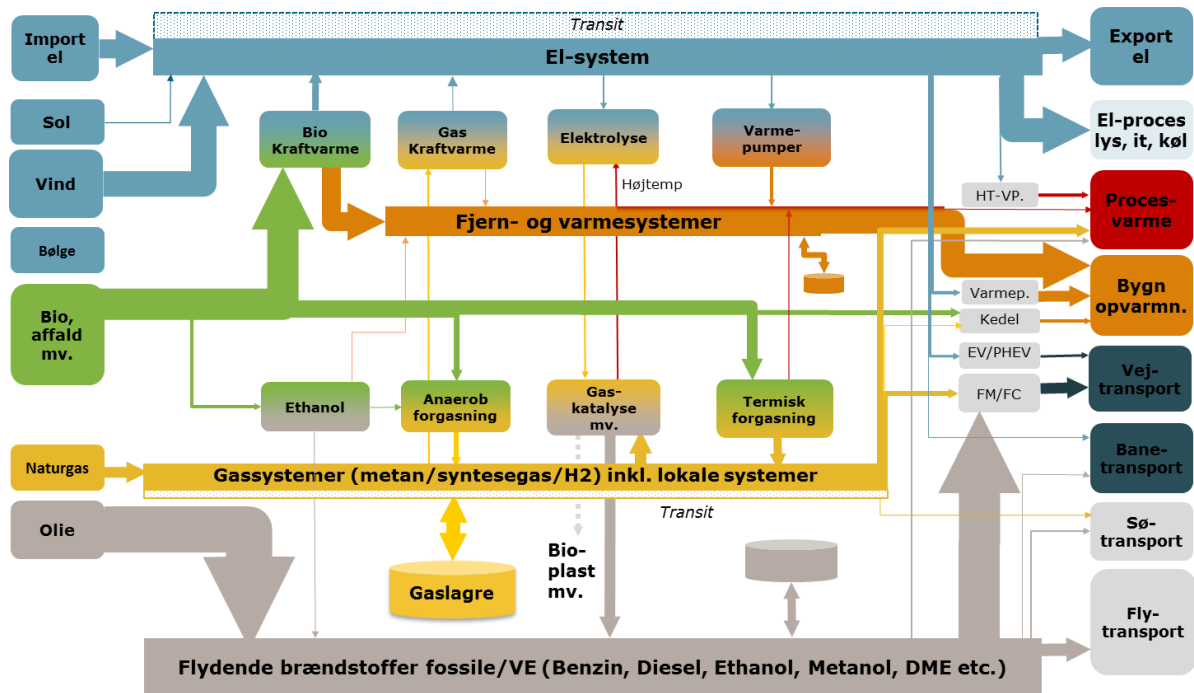 Transit
Import
el
El-system
Export
el
Sol
Bio
Kraftvarme
Gas
Kraftvarme
Elektrolyse
Varme-
pumper
El-proces
lys, it, køl
Vind
Højtemp
HT-VP.
Proces-
varme
Fjern- og varmesystemer
Bølge
Bygn
opvarmn.
Varmep.
Kedel
Bio,
affald
mv.
EV/PHEV
Vej-
transport
FM/FC
Ethanol
Anaerob
forgasning
Gas-
katalyse
mv.
Termisk
forgasning
Naturgas
Gassystemer (metan/syntesegas/H2) inkl. lokale systemer
Bane-
transport
Transit
Olie
Sø-
transport
Bio-
plast
mv.
Gaslagre
Fly-
transport
Flydende brændstoffer fossile/VE (Benzin, Diesel, Ethanol, Metanol, DME etc.)